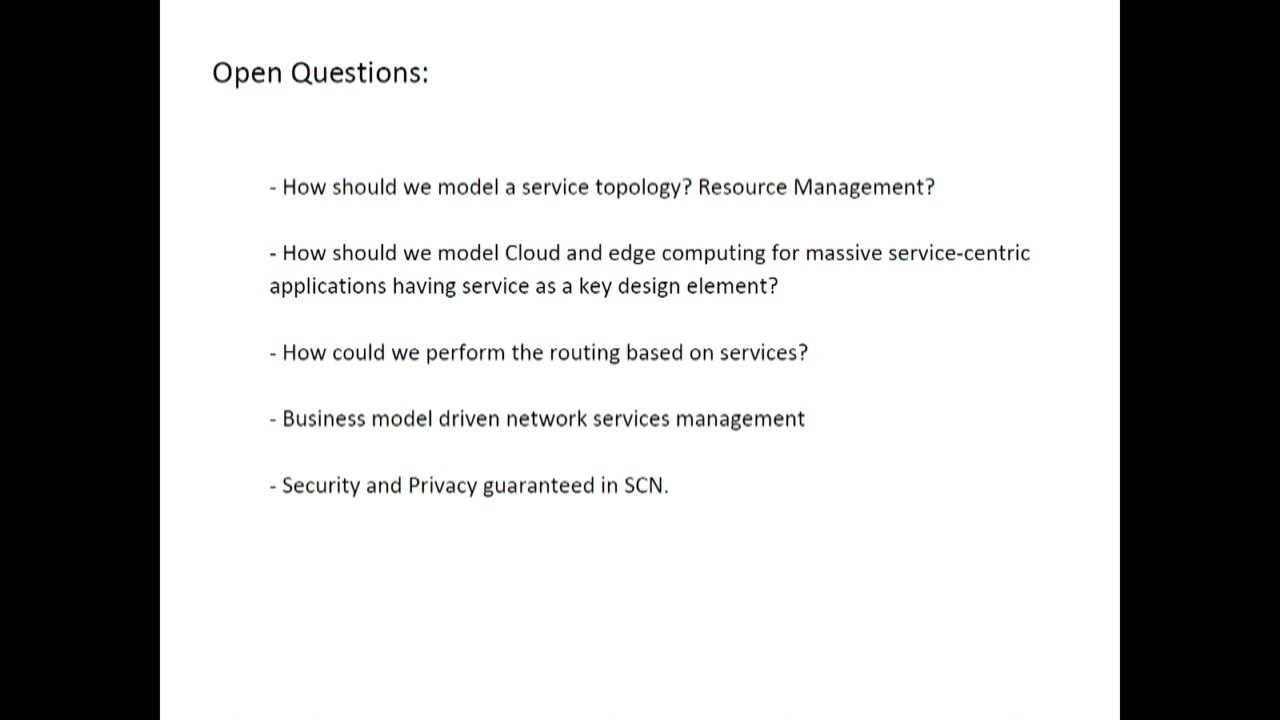 Open Questions:
- How should we model a service topology? Resource Management?
- How should we model Cloud and edge computing for massive service-centric
applications having service as a key design element?
- How could we perform the routing based on services?
- Business model driven network services management
- Security and Privacy guaranteed in SCN.